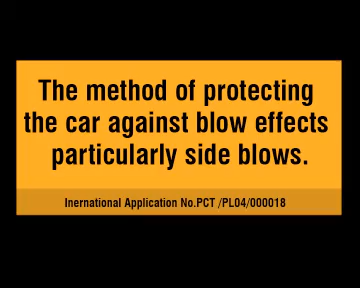 The method of protecting
the car against blow effects
particularly side blows.
Inernational Application No.PCT /PL04/000018